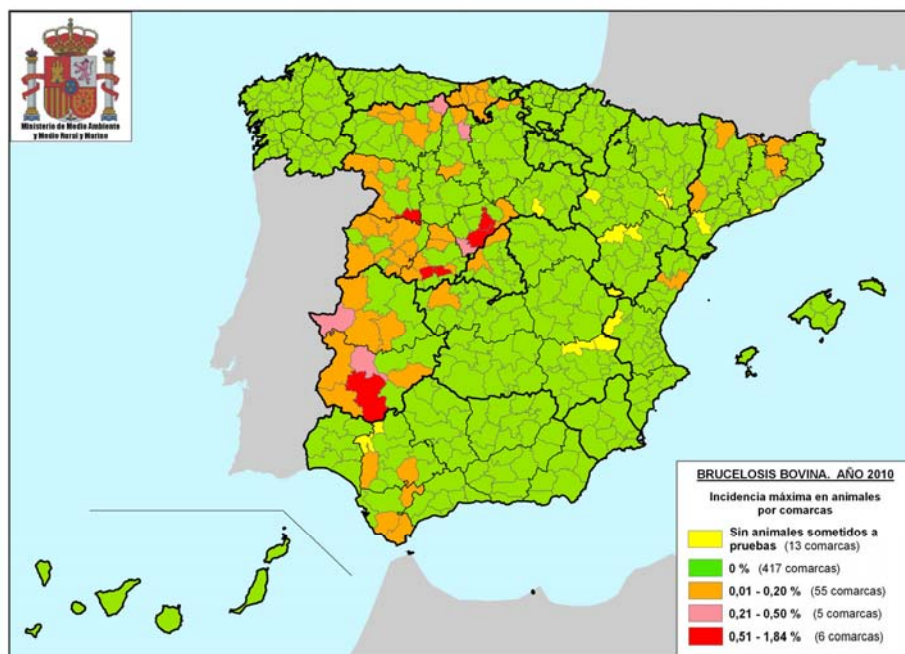 Ministerio de Medio Ambiente
y Medio Rural y Marino
BRUCELOSIS BOVINA. AÑO 2010
Incidencia máxima en animales
por comarcas
Sin animales sometidos a
pruebas (13 comarcas)
0 % (417 comarcas)
0,01 - 0,20 % (55 comarcas)
0,21 - 0,50 % (5 comarcas)
0,51 - 1,84 % (6 comarcas)